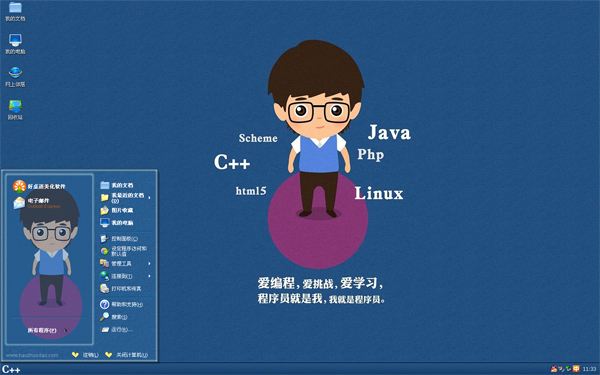 我的文档
我的电脑
网上邻居
回收站
Scheme
Java
C++
Php
html5
Linux
爱编程，爱挑战，爱学习，
程序员就是我，我就是程序员。
好桌道美化软件
电子邮件
Outlook Express
所有程序(P)
我的文档
我最近的文档(D)
图片收藏
我的电脑
控制面板(C)
设定程序访问和默认值
管理工具
连接到(T)
打印机和传真
帮助和支持(H)
搜索(S)
运行(R)...
www.haozhuodao.com
注销(L)
关闭计算机(U)
C++
11:33